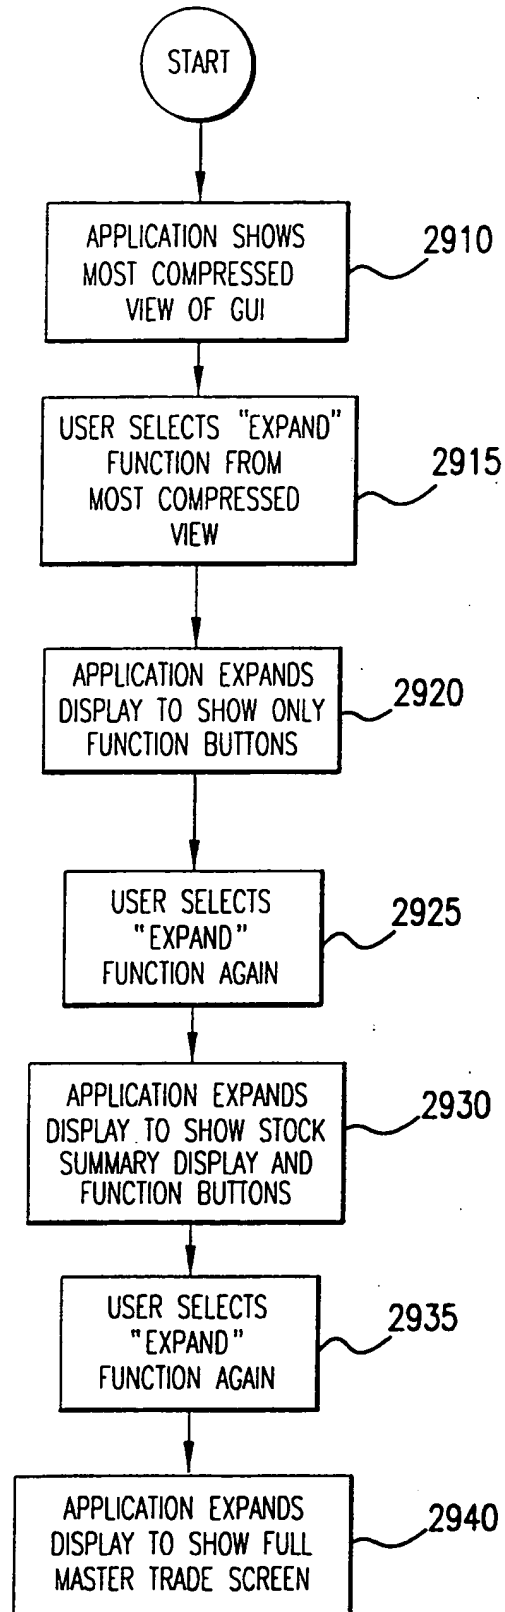 START
APPLICATION SHOWS
MOST COMPRESSED
VIEW OF GUI
2910
USER SELECTS "EXPAND"
FUNCTION FROM
MOST COMPRESSED
VIEW
2915
APPLICATION EXPANDS
DISPLAY TO SHOW ONLY
FUNCTION BUTTONS
2920
USER SELECTS
"EXPAND"
FUNCTION AGAIN
2925
APPLICATION EXPANDS
DISPLAY TO SHOW STOCK
SUMMARY DISPLAY AND
FUNCTION BUTTONS
2930
USER SELECTS
"EXPAND"
FUNCTION AGAIN
2935
APPLICATION EXPANDS
DISPLAY TO SHOW FULL
MASTER TRADE SCREEN
2940